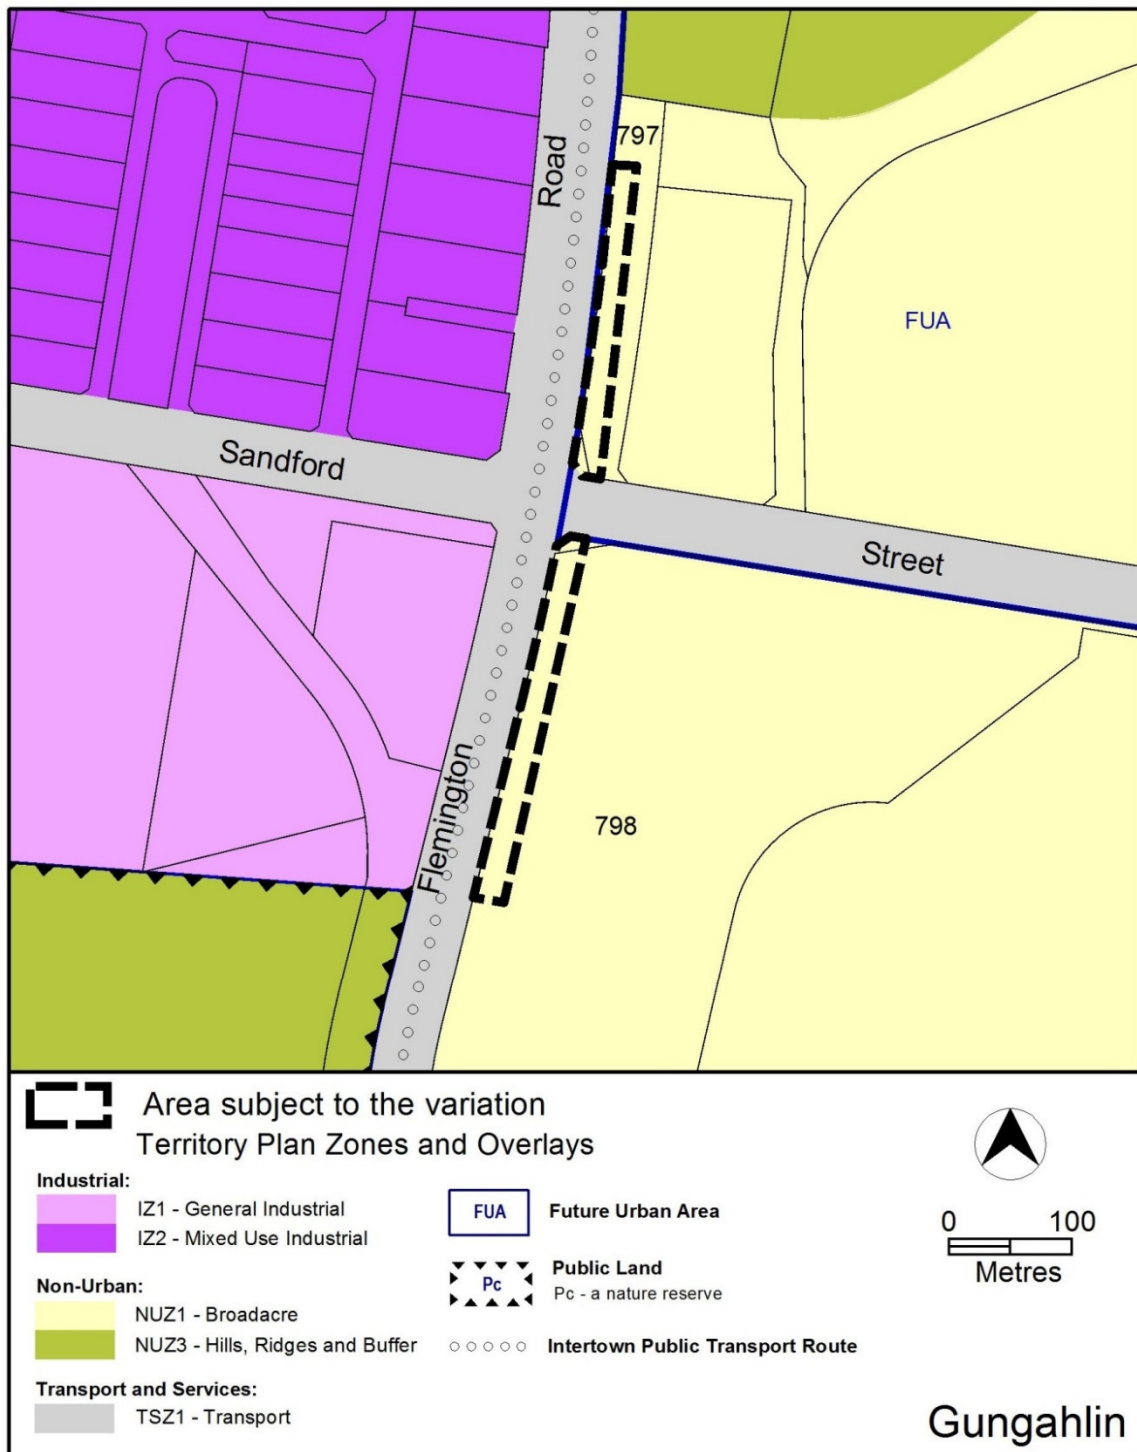 797
Road
FUA
Sandford
Street
798
Flemington
Area subject to the variation
Territory Plan Zones and Overlays
Industrial:
IZ1 - General Industrial
IZ2 - Mixed Use Industrial
Non-Urban:
NUZ1 - Broadacre
NUZ3 - Hills, Ridges and Buffer
Transport and Services:
TSZ1 - Transport
FUA Future Urban Area
Pc Public Land
Pc - a nature reserve
Intertown Public Transport Route
0 100
Metres
Gungahlin